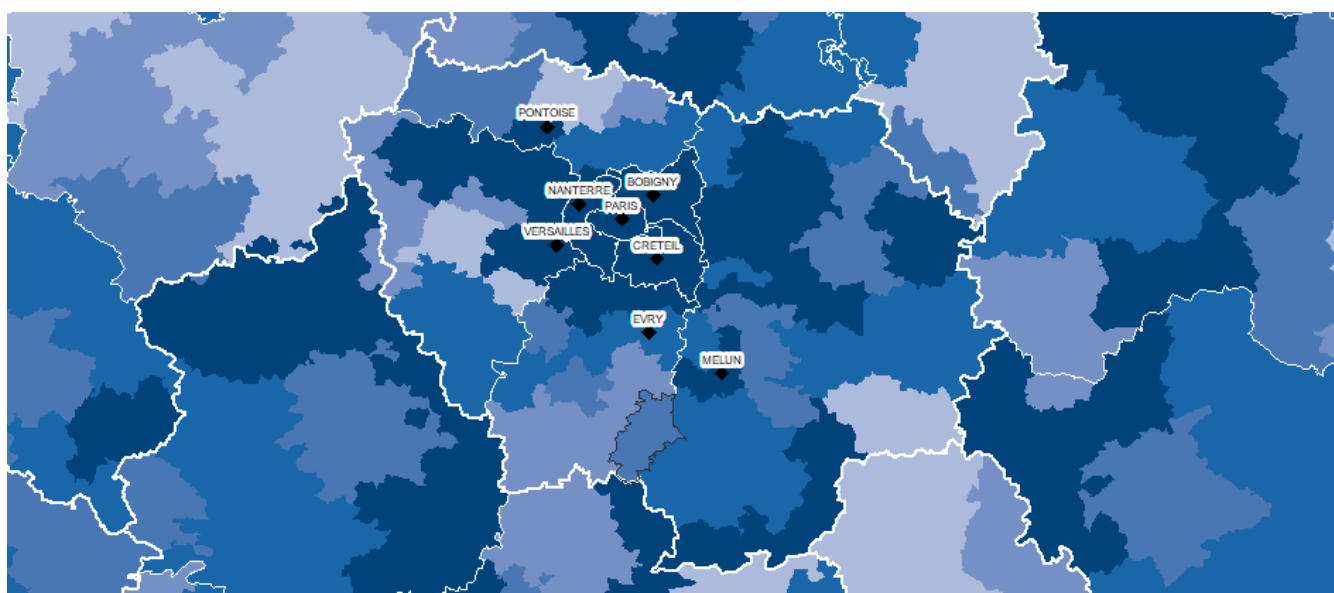 PONTOISE
BOBIGNY
NANTERRE
PARIS
VERSAILLES
CRETEIL
EVRY
MELUN